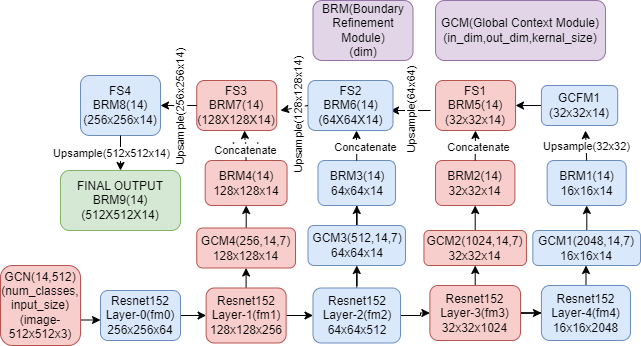 BRM(Boundary
Refinement
Module)
(dim)
GCM(Global Context Module)
(in_dim,out_dim,kernal_size)
FS4
BRM8(14)
(256x256x14)
Upsample(256x256x14)
FS3
BRM7(14)
(128X128X14)
Upsample(128x128x14)
FS2
BRM6(14)
(64X64X14)
Upsample(64x64)
FS1
BRM5(14)
(32x32x14)
GCFM1
(32x32x14)
Upsample(512x512x14)
Concatenate
Concatenate
Concatenate
Upsample(32x32)
FINAL OUTPUT
BRM9(14)
(512X512X14)
BRM4(14)
128x128x14
BRM3(14)
64x64x14
BRM2(14)
32x32x14
BRM1(14)
16x16x14
GCM4(256,14,7)
128x128x14
GCM3(512,14,7)
64x64x14
GCM2(1024,14,7)
32x32x14
GCM1(2048,14,7)
16x16x14
GCN(14,512)
(num_classes,
input_size)
(image-
512x512x3)
Resnet152
Layer-0(fm0)
256x256x64
Resnet152
Layer-1(fm1)
128x128x256
Resnet152
Layer-2(fm2)
64x64x512
Resnet152
Layer-3(fm3)
32x32x1024
Resnet152
Layer-4(fm4)
16x16x2048